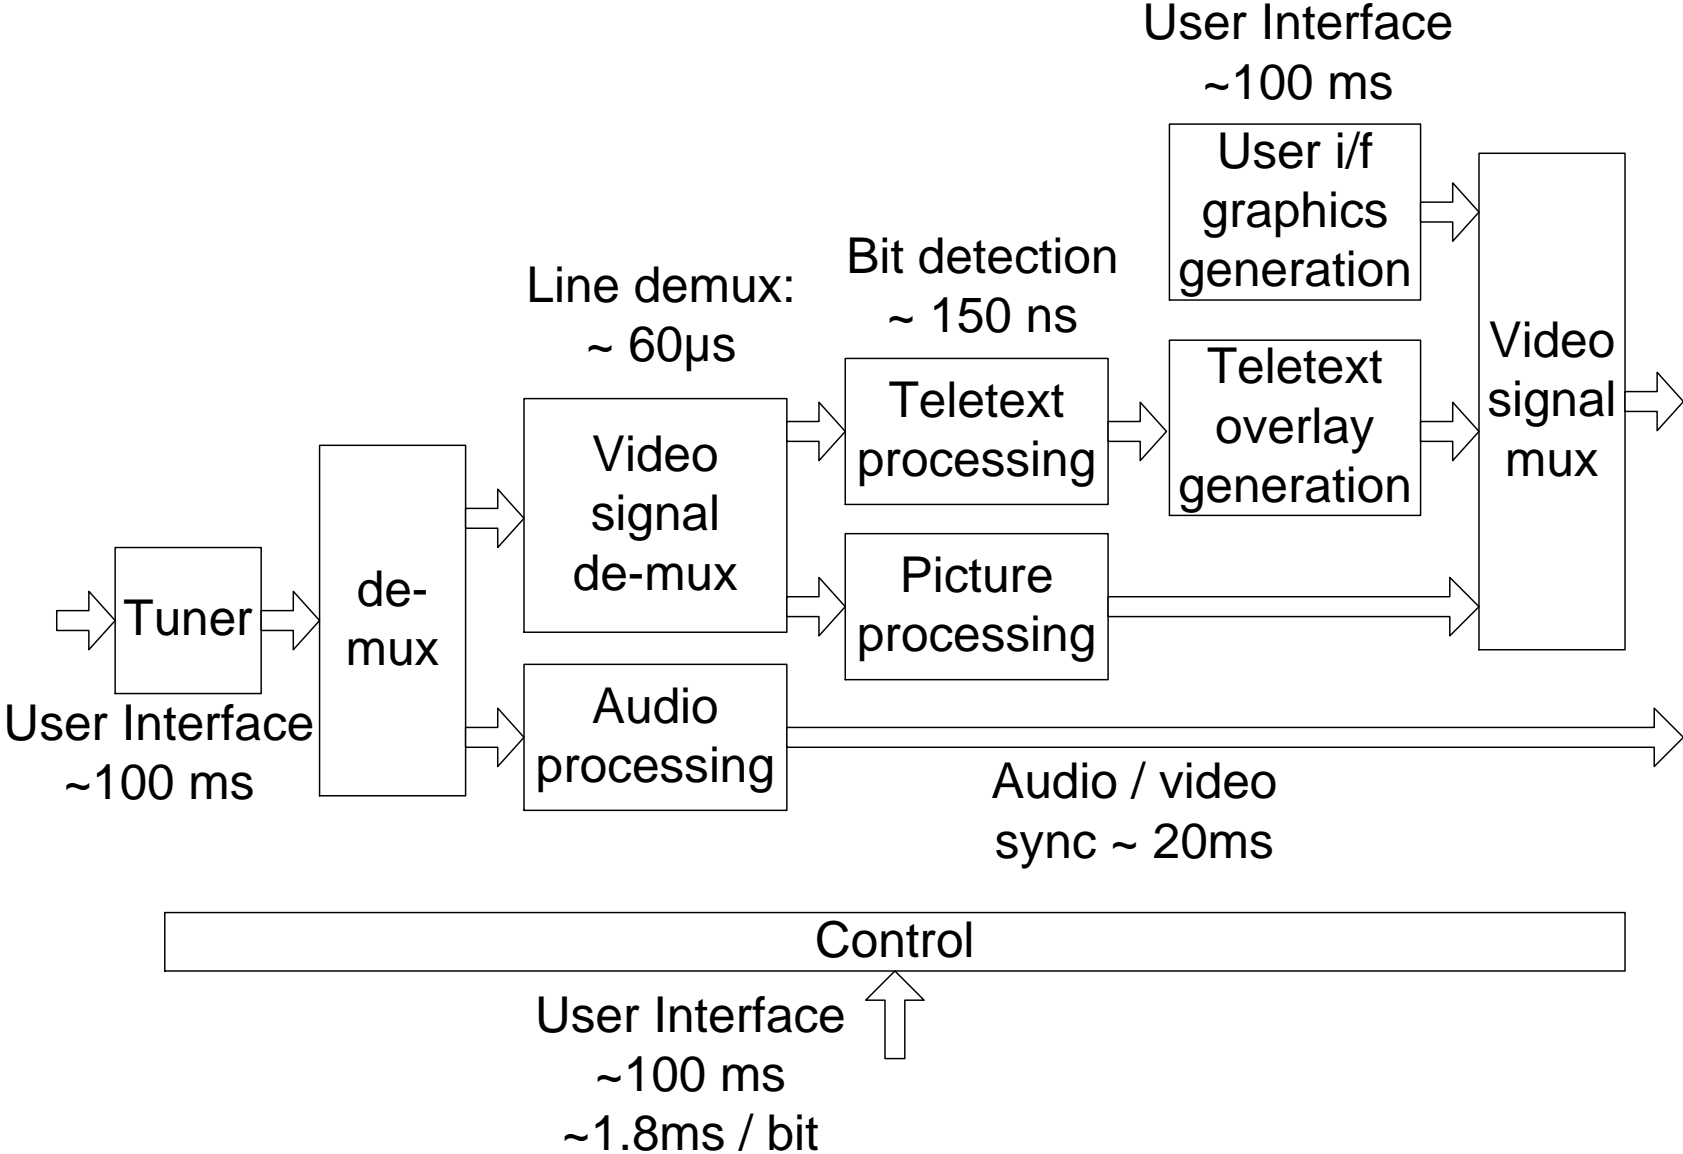 User Interface
~100 ms
User i/f
graphics
generation
Line demux:
~ 60µs
Bit detection
~ 150 ns
Video
signal
mux
Teletext
processing
Teletext
overlay
generation
Video
signal
de-mux
Picture
processing
Tuner
de-
mux
User Interface
~100 ms
Audio
processing
Audio / video
sync ~ 20ms
Control
User Interface
~100 ms
~1.8ms / bit